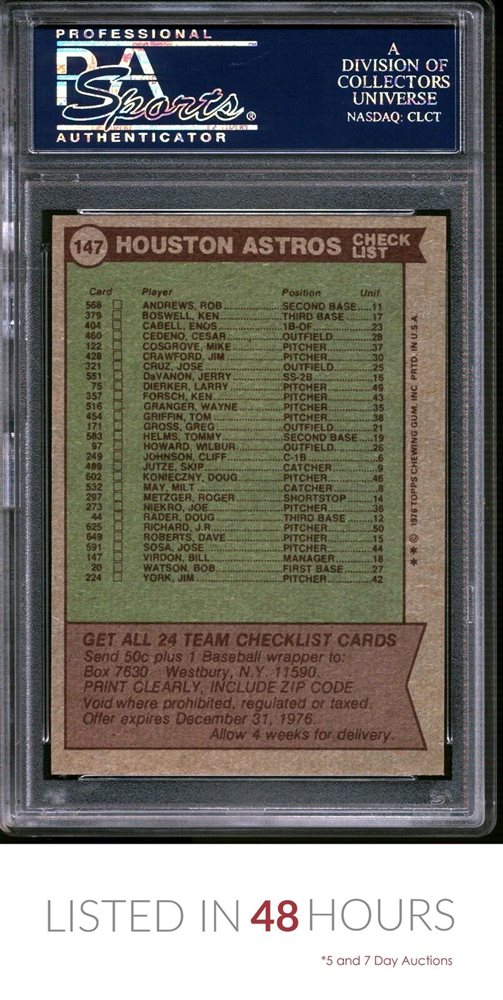 PROFESSIONAL
PSA
Sports®
AUTHENTICATOR
A
DIVISION OF
COLLECTORS
UNIVERSE
NASDAQ: CLCT
147 HOUSTON ASTROS CHECK LIST
Card Player Position Unif.
568 ANDREWS, ROB SECOND BASE 11
379 BOSWELL, KEN THIRD BASE 17
404 CABELL, ENOS 1B-OF 23
460 CEDENO, CESAR OUTFIELD 28
122 COSGROVE, MIKE PITCHER 37
428 CRAWFORD, JIM PITCHER 30
321 CRUZ, JOSE OUTFIELD 25
551 DaVANON, JERRY SS-2B 16
75 DIERKER, LARRY PITCHER 49
357 FORSCH, KEN PITCHER 43
516 GRANGER, WAYNE PITCHER 35
454 GRIFFIN, TOM PITCHER 38
171 GROSS, GREG OUTFIELD 21
583 HELMS, TOMMY SECOND BASE 19
97 HOWARD, WILBUR OUTFIELD 26
249 JOHNSON, CLIFF C-1B 6
489 JUTZE, SKIP CATCHER 9
602 KONIECZNY, DOUG PITCHER 46
532 MAY, MILT CATCHER 8
297 METZGER, ROGER SHORTSTOP 14
273 NIEKRO, JOE PITCHER 36
44 RADER, DOUG THIRD BASE 12
625 RICHARD, J.R PITCHER 50
649 ROBERTS, DAVE PITCHER 15
591 SOSA, JOSE PITCHER 44
147 VIRDON, BILL MANAGER 18
20 WATSON, BOB FIRST BASE 27
224 YORK, JIM PITCHER 42
** © 1976 TOPPS CHEWING GUM, INC. PRTD. IN U.S.A.
GET ALL 24 TEAM CHECKLIST CARDS
Send 50c plus 1 Baseball wrapper to:
Box 7630 Westbury, N.Y. 11590.
PRINT CLEARLY, INCLUDE ZIP CODE
Void where prohibited, regulated or taxed.
Offer expires December 31, 1976.
Allow 4 weeks for delivery.
LISTED IN 48 HOURS
*5 and 7 Day Auctions